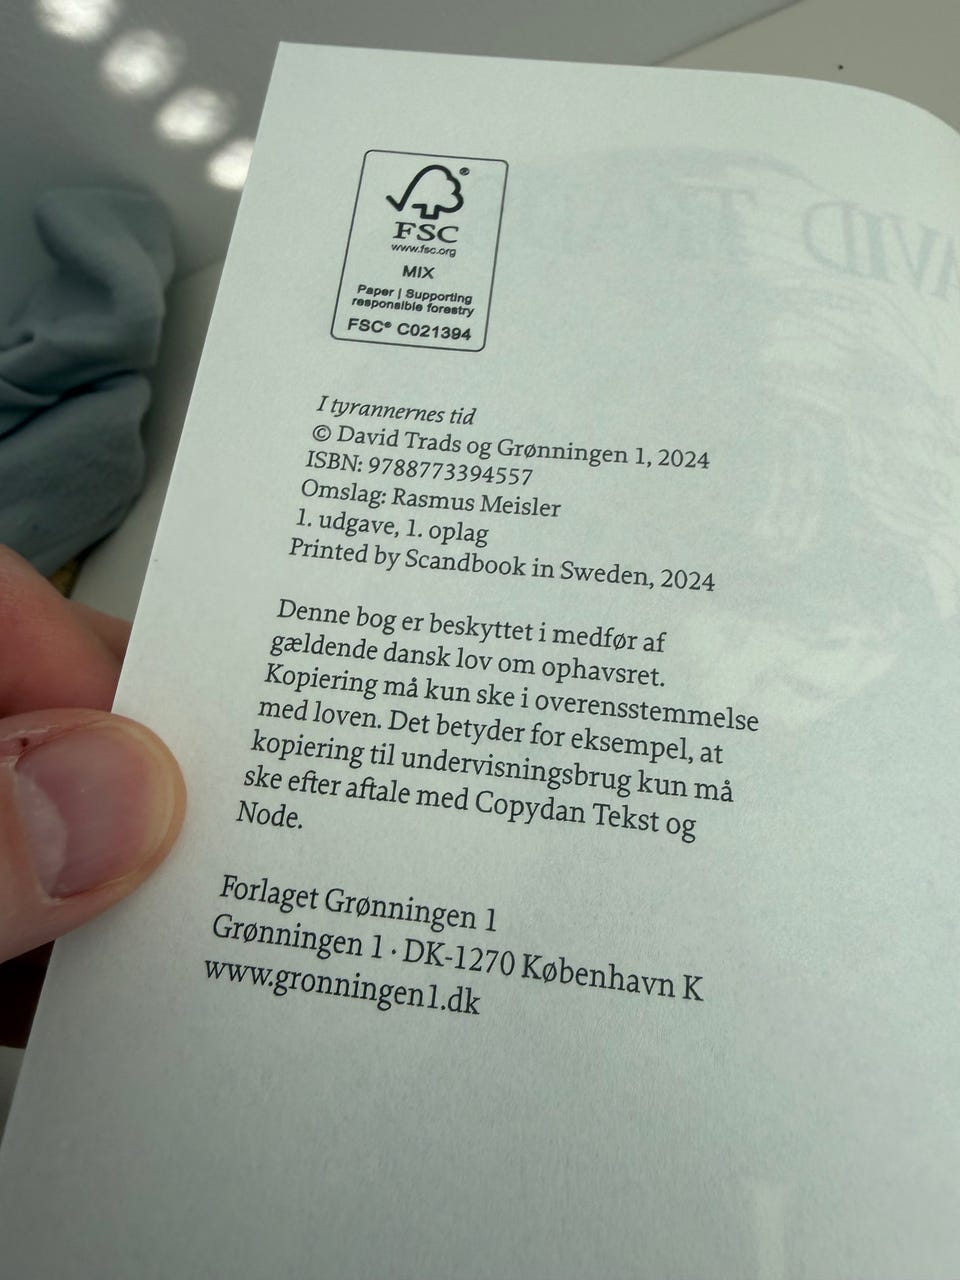 FSC®
www.fsc.org
MIX
Paper | Supporting
responsible forestry
FSC® C021394
I tyrannernes tid
© David Trads og Grønningen 1, 2024
ISBN: 9788773394557
Omslag: Rasmus Meisler
1. udgave, 1. oplag
Printed by Scandbook in Sweden, 2024
Denne bog er beskyttet i medfør af
gældende dansk lov om ophavsret.
Kopiering må kun ske i overensstemmelse
med loven. Det betyder for eksempel, at
kopiering til undervisningsbrug kun må
ske efter aftale med Copydan Tekst og
Node.
Forlaget Grønningen 1
Grønningen 1 · DK-1270 København K
www.gronningen1.dk